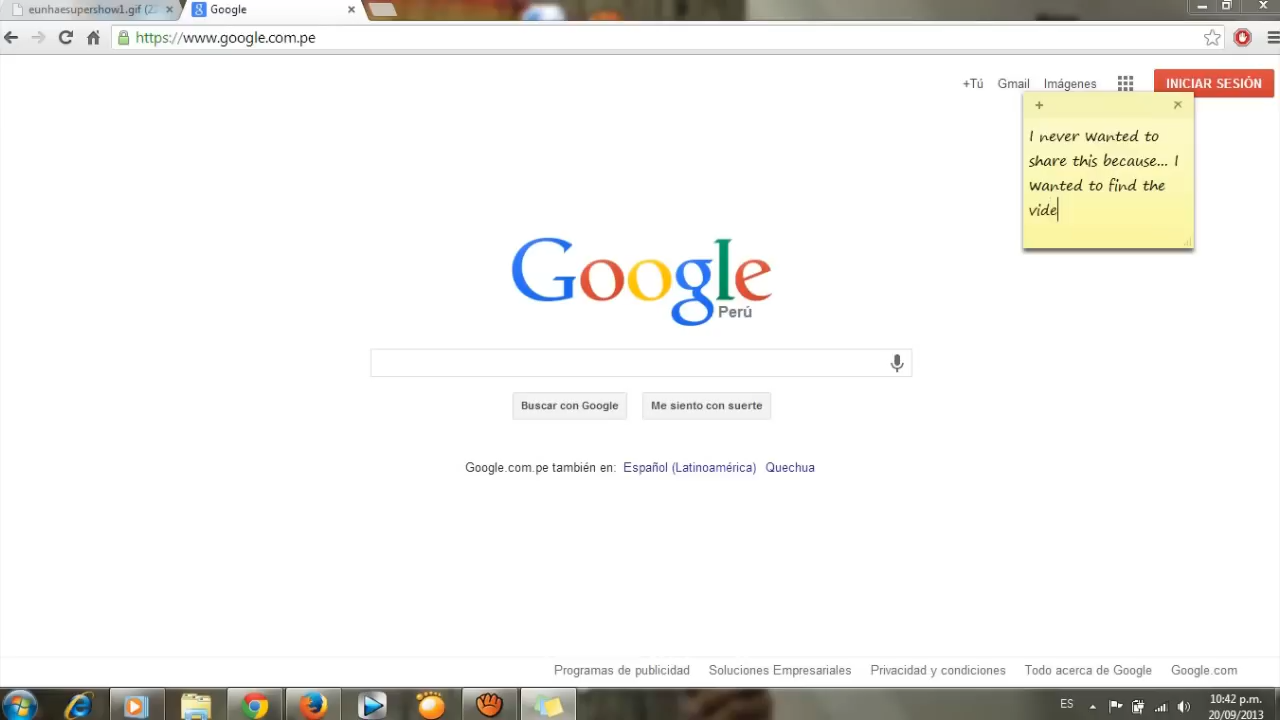 eunhaesupershow1.gif (2
Google
https://www.google.com.pe
+Tú Gmail Imágenes INICIAR SESIÓN
I never wanted to
share this because... I
wanted to find the
vide
Google
Perú
Buscar con Google Me siento con suerte
Google.com.pe también en: Español (Latinoamérica) Quechua
Programas de publicidad Soluciones Empresariales Privacidad y condiciones Todo acerca de Google Google.com
ES
10:42 p.m.
20/09/2013